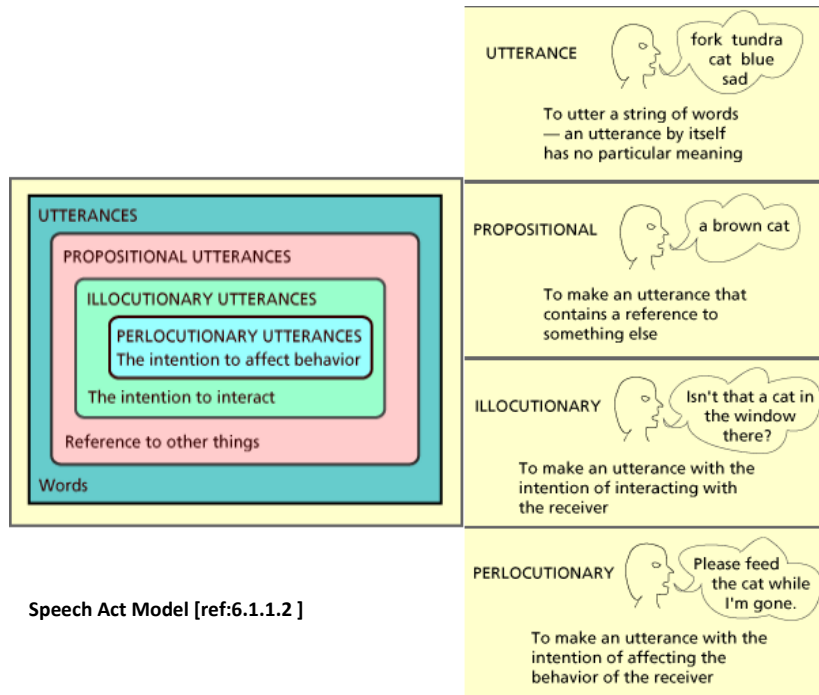 UTTERANCES
PROPOSITIONAL UTTERANCES
ILLOCUTIONARY UTTERANCES
PERLOCUTIONARY UTTERANCES
The intention to affect behavior
The intention to interact
Reference to other things
Words
Speech Act Model [ref:6.1.1.2 ]
UTTERANCE
fork tundra
cat blue
sad
To utter a string of words
— an utterance by itself
has no particular meaning
PROPOSITIONAL
a brown cat
To make an utterance that
contains a reference to
something else
ILLOCUTIONARY
Isn't that a cat in
the window
there?
To make an utterance with the
intention of interacting with
the receiver
PERLOCUTIONARY
Please feed
the cat while
I'm gone.
To make an utterance with the
intention of affecting the
behavior of the receiver